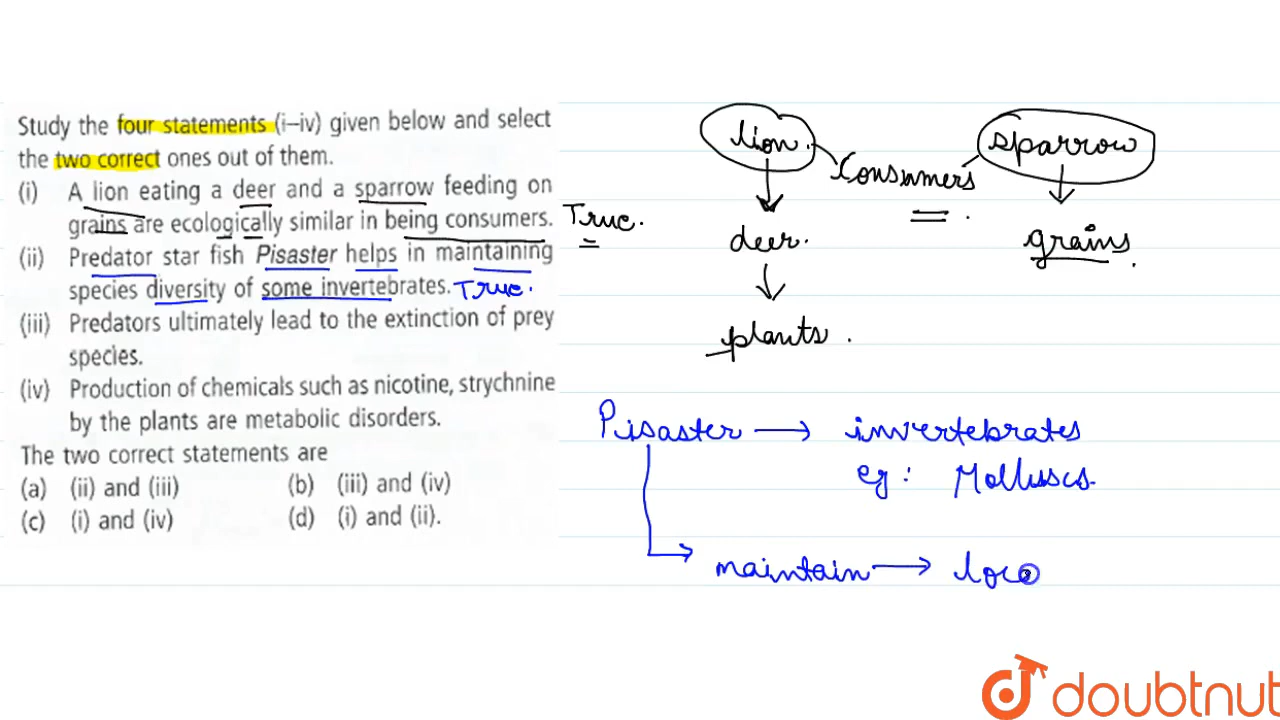 Study the four statements (i–iv) given below and select
the two correct ones out of them.
(i) A lion eating a deer and a sparrow feeding on
grains are ecologically similar in being consumers.
True.
(ii) Predator star fish Pisaster helps in maintaining
species diversity of some invertebrates. True.
(iii) Predators ultimately lead to the extinction of prey
species.
(iv) Production of chemicals such as nicotine, strychnine
by the plants are metabolic disorders.
The two correct statements are
(a) (ii) and (iii) (b) (iii) and (iv)
(c) (i) and (iv) (d) (i) and (ii).
lion. Consumers sparrow
deer. grains.
plants.
Pisaster → invertebrates
eg: Molluscs.
maintain → loca
doubtnut